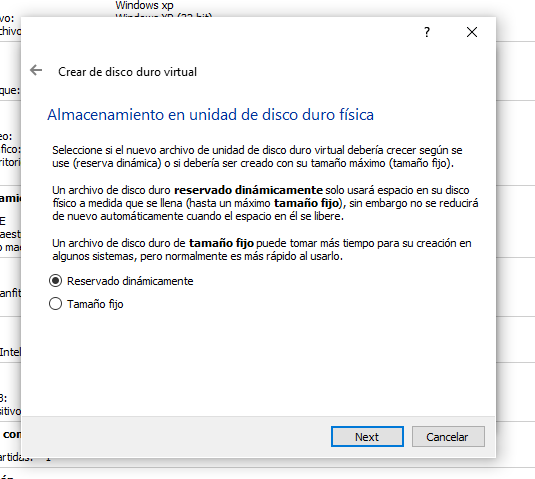 Windows xp
Windows XP (32 bit)
vo:
chivo
?
Crear de disco duro virtual
que:
Almacenamiento en unidad de disco duro física
eo:
fico:
ritori
Seleccione si el nuevo archivo de unidad de disco duro virtual debería crecer según se
use (reserva dinámica) o si debería ser creado con su tamaño máximo (tamaño fijo).
Un archivo de disco duro reservado dinámicamente solo usará espacio en su disco
físico a medida que se llena (hasta un máximo tamaño fijo), sin embargo no se reducirá
de nuevo automáticamente cuando el espacio en él se libere.
ami
E
aest
o ma
Un archivo de disco duro de tamaño fijo puede tomar más tiempo para su creación en
algunos sistemas, pero normalmente es más rápido al usarlo.
Reservado dinámicamente
anfit
Tamaño fijo
Intel
B:
sitivo
Next
Cancelar
com
artidas: 1